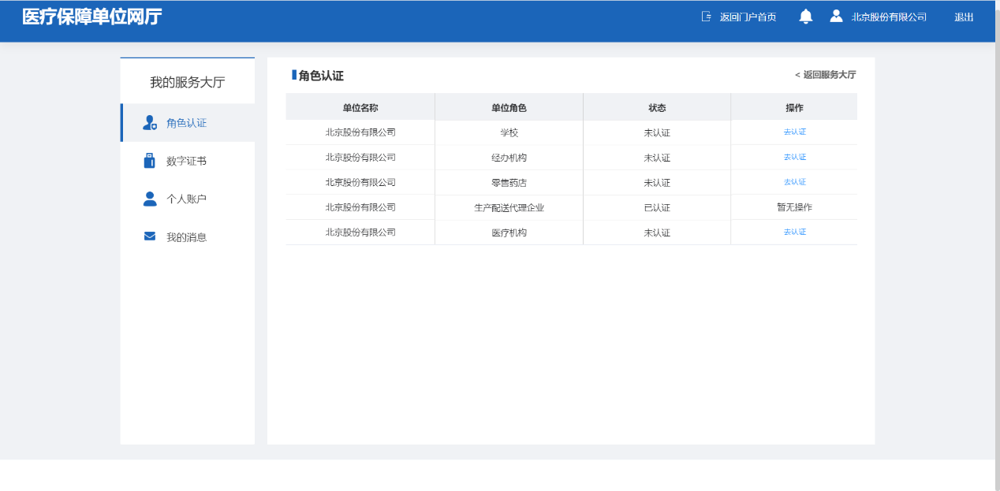 医疗保障单位网厅
返回门户首页 北京股份有限公司 退出
我的服务大厅
角色认证
数字证书
个人账户
我的消息
角色认证 < 返回服务大厅
单位名称 单位角色 状态 操作
北京股份有限公司 学校 未认证 去认证
北京股份有限公司 经办机构 未认证 去认证
北京股份有限公司 零售药店 未认证 去认证
北京股份有限公司 生产配送代理企业 已认证 暂无操作
北京股份有限公司 医疗机构 未认证 去认证